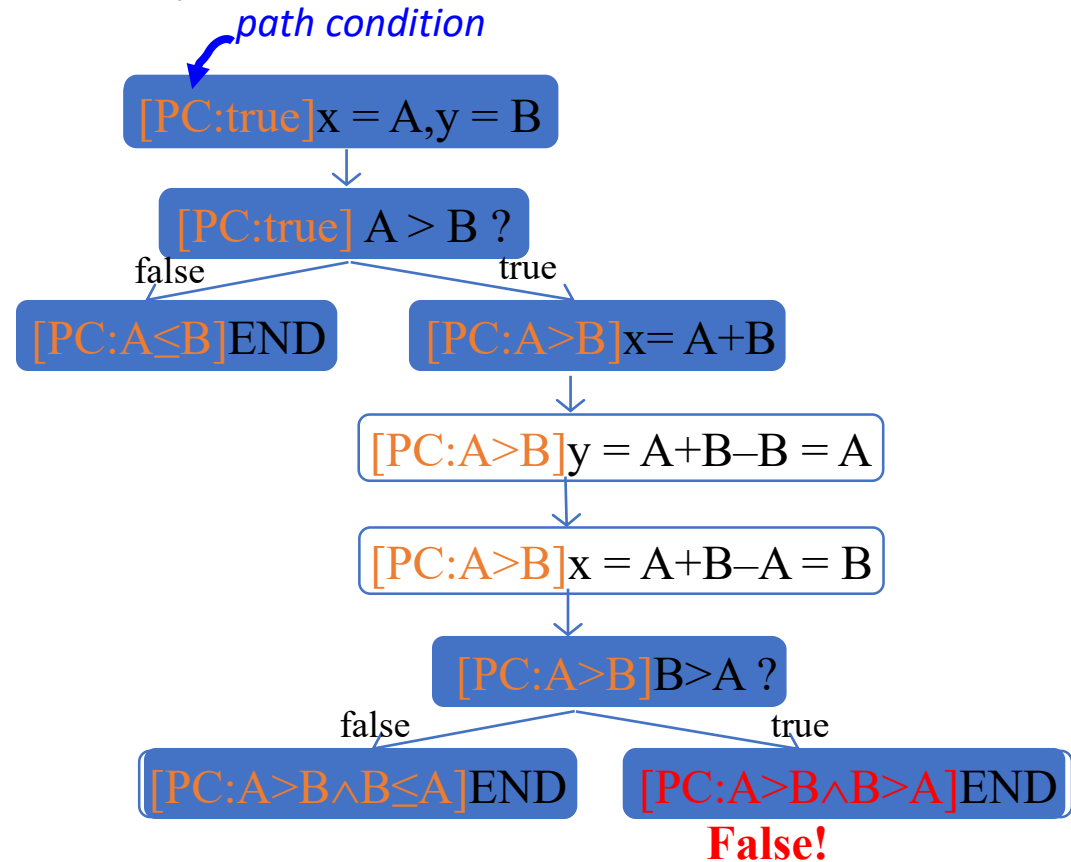 path condition
[PC:true]x = A,y = B
[PC:true] A > B ?
false
true
[PC:A≤B]END
[PC:A>B]x= A+B
[PC:A>B]y = A+B–B = A
[PC:A>B]x = A+B–A = B
[PC:A>B]B>A ?
false
true
[PC:A>B∧B≤A]END
[PC:A>B∧B>A]END
False!